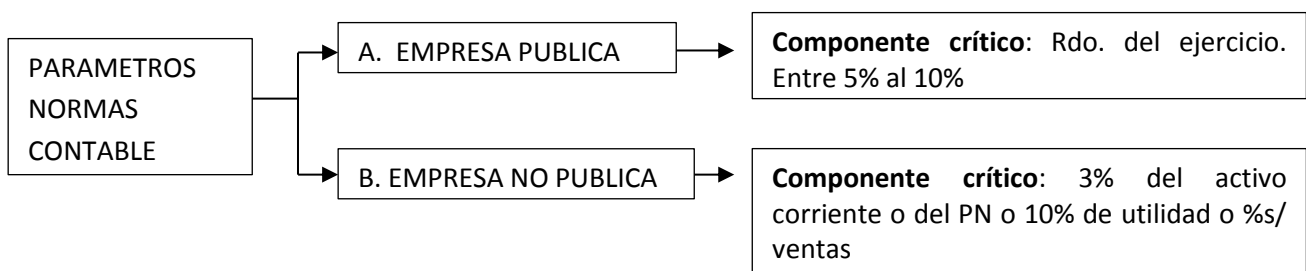 PARAMETROS
NORMAS
CONTABLE
A. EMPRESA PUBLICA
Componente crítico: Rdo. del ejercicio.
Entre 5% al 10%
B. EMPRESA NO PUBLICA
Componente crítico: 3% del activo
corriente o del PN o 10% de utilidad o %s/
ventas